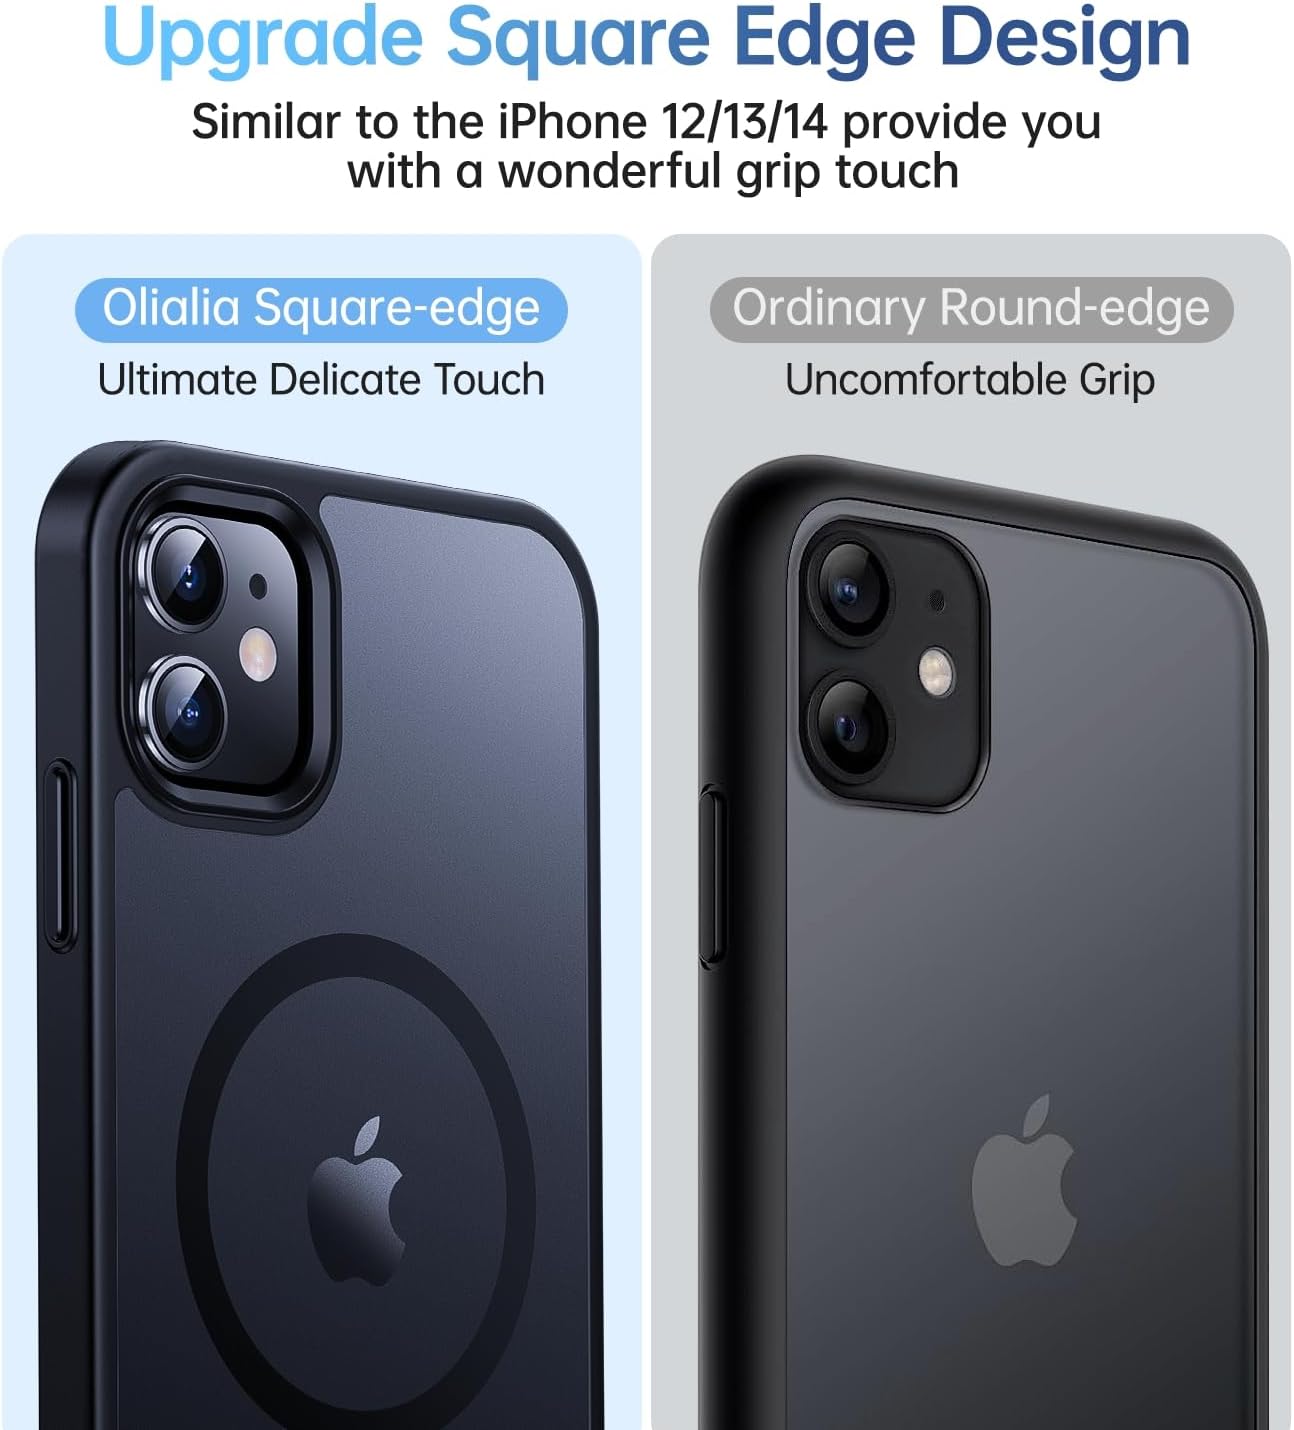 Upgrade Square Edge Design
Similar to the iPhone 12/13/14 provide you
with a wonderful grip touch
Olialia Square-edge
Ultimate Delicate Touch
Ordinary Round-edge
Uncomfortable Grip